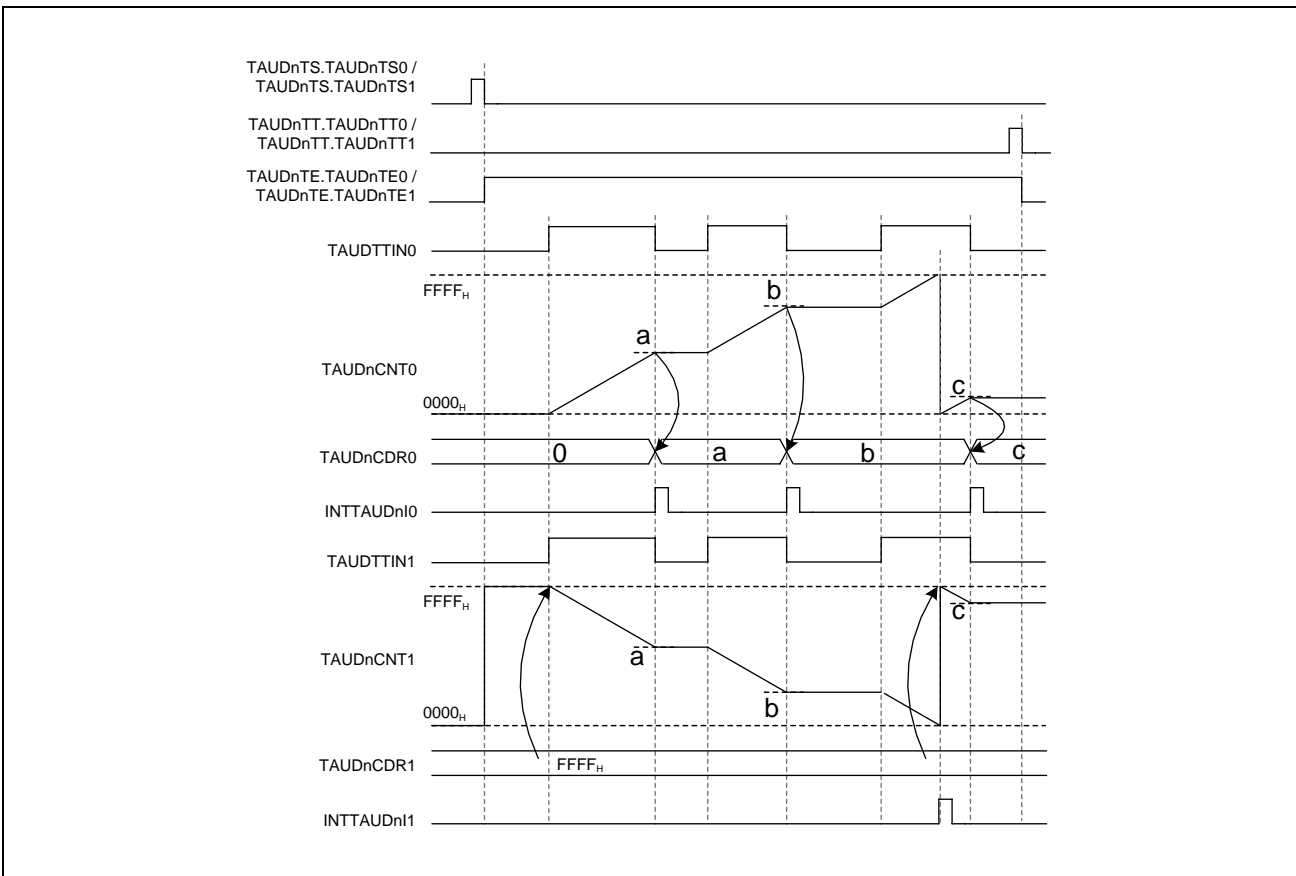 TAUDnTS.TAUDnTS0 /
TAUDnTS.TAUDnTS1
TAUDnTT.TAUDnTT0 /
TAUDnTT.TAUDnTT1
TAUDnTE.TAUDnTE0 /
TAUDnTE.TAUDnTE1
TAUDTTIN0
FFFFH
b
a
TAUDnCNT0
c
0000H
TAUDnCDR0
0 a b c
INTTAUDnI0
TAUDTTIN1
FFFFH
c
TAUDnCNT1
a
b
0000H
TAUDnCDR1
FFFFH
INTTAUDnI1